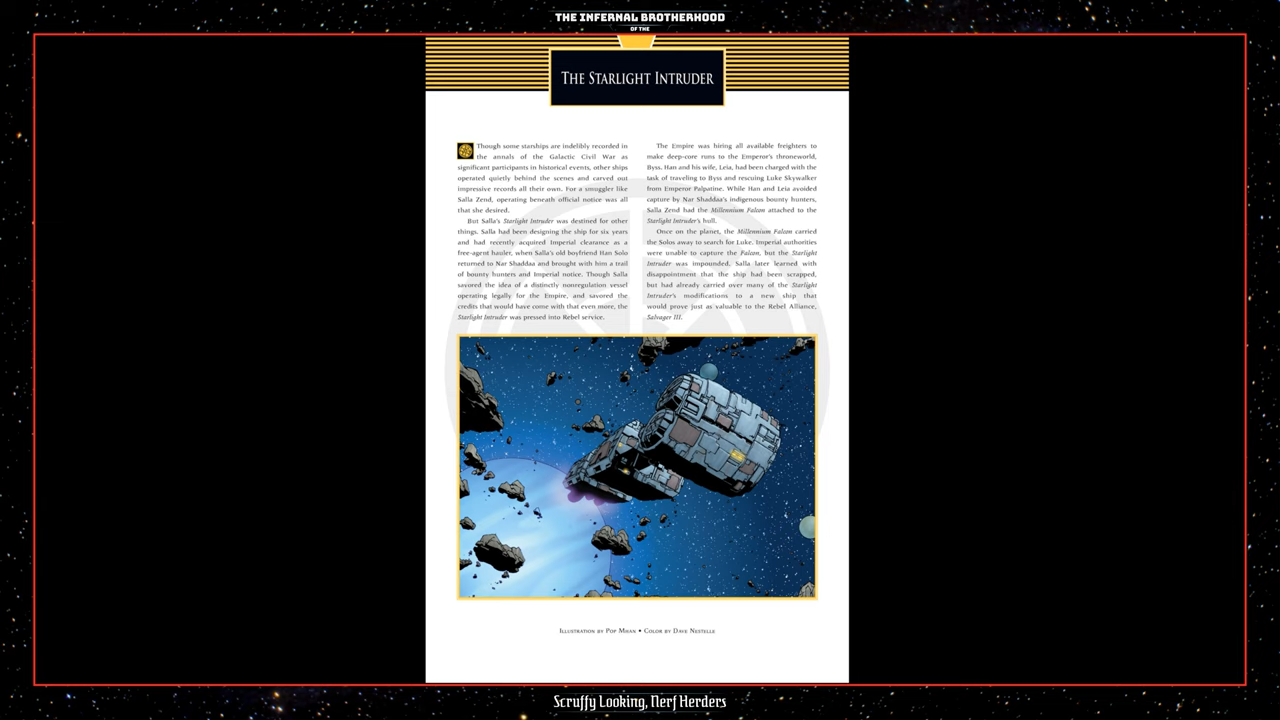 THE INFERNAL BROTHERHOOD
OF THE
THE STARLIGHT INTRUDER
Though some starships are indelibly recorded in
the annals of the Galactic Civil War as
significant participants in historical events, other ships
operated quietly behind the scenes and carved out
impressive records all their own. For a smuggler like
Salla Zend, operating beneath official notice was all
that she desired.
But Salla's Starlight Intruder was destined for other
things. Salla had been designing the ship for six years
and had recently acquired Imperial clearance as a
free-agent hauler, when Salla's old boyfriend Han Solo
returned to Nar Shaddaa and brought with him a trail
of bounty hunters and Imperial notice. Though Salla
savored the idea of a distinctly nonregulation vessel
operating legally for the Empire, and savored the
credits that would have come with that even more, the
Starlight Intruder was pressed into Rebel service.
The Empire was hiring all available freighters to
make deep-core runs to the Emperor's throneworld,
Byss. Han and his wife, Leia, had been charged with the
task of traveling to Byss and rescuing Luke Skywalker
from Emperor Palpatine. While Han and Leia avoided
capture by Nar Shaddaa's indigenous bounty hunters,
Salla Zend had the Millennium Falcon attached to the
Starlight Intruder's hull.
Once on the planet, the Millennium Falcon carried
the Solos away to search for Luke. Imperial authorities
were unable to capture the Falcon, but the Starlight
Intruder was impounded, Salla later learned with
disappointment that the ship had been scrapped,
but had already carried over many of the Starlight
Intruder's modifications to a new ship that
would prove just as valuable to the Rebel Alliance,
Salvager III.
ILLUSTRATION BY POP MHAN • COLOR BY DAVE NESTELLE
Scruffy Looking, Nerf Herders